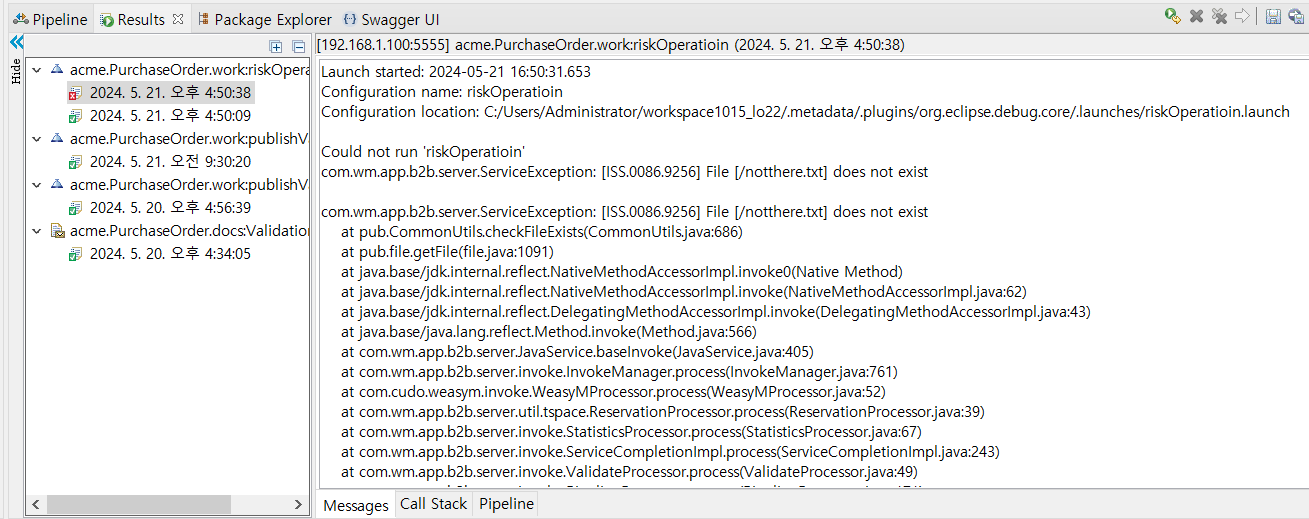 Pipeline Results Package Explorer Swagger UI
Hide
acme.PurchaseOrder.work:riskOpera
2024. 5. 21. 오후 4:50:38
2024. 5. 21. 오후 4:50:09
acme.PurchaseOrder.work:publishVa
2024. 5. 21. 오전 9:30:20
acme.PurchaseOrder.work:publishVa
2024. 5. 20. 오후 4:56:39
acme.PurchaseOrder.docs:Validation
2024. 5. 20. 오후 4:34:05
[192.168.1.100:5555] acme.PurchaseOrder.work:riskOperatioin (2024. 5. 21. 오후 4:50:38)
Launch started: 2024-05-21 16:50:31.653
Configuration name: riskOperatioin
Configuration location: C:/Users/Administrator/workspace1015_lo22/.metadata/.plugins/org.eclipse.debug.core/.launches/riskOperatioin.launch
Could not run 'riskOperatioin'
com.wm.app.b2b.server.ServiceException: [ISS.0086.9256] File [/notthere.txt] does not exist
com.wm.app.b2b.server.ServiceException: [ISS.0086.9256] File [/notthere.txt] does not exist
at pub.CommonUtils.checkFileExists(CommonUtils.java:686)
at pub.file.getFile(file.java:1091)
at java.base/jdk.internal.reflect.NativeMethodAccessorImpl.invoke0(Native Method)
at java.base/jdk.internal.reflect.NativeMethodAccessorImpl.invoke(NativeMethodAccessorImpl.java:62)
at java.base/jdk.internal.reflect.DelegatingMethodAccessorImpl.invoke(DelegatingMethodAccessorImpl.java:43)
at java.base/java.lang.reflect.Method.invoke(Method.java:566)
at com.wm.app.b2b.server.JavaService.baseInvoke(JavaService.java:405)
at com.wm.app.b2b.server.invoke.InvokeManager.process(InvokeManager.java:761)
at com.cudo.weasym.invoke.WeasyMProcessor.process(WeasyMProcessor.java:52)
at com.wm.app.b2b.server.util.tspace.ReservationProcessor.process(ReservationProcessor.java:39)
at com.wm.app.b2b.server.invoke.StatisticsProcessor.process(StatisticsProcessor.java:67)
at com.wm.app.b2b.server.invoke.ServiceCompletionImpl.process(ServiceCompletionImpl.java:243)
at com.wm.app.b2b.server.invoke.ValidateProcessor.process(ValidateProcessor.java:49)
Messages Call Stack Pipeline